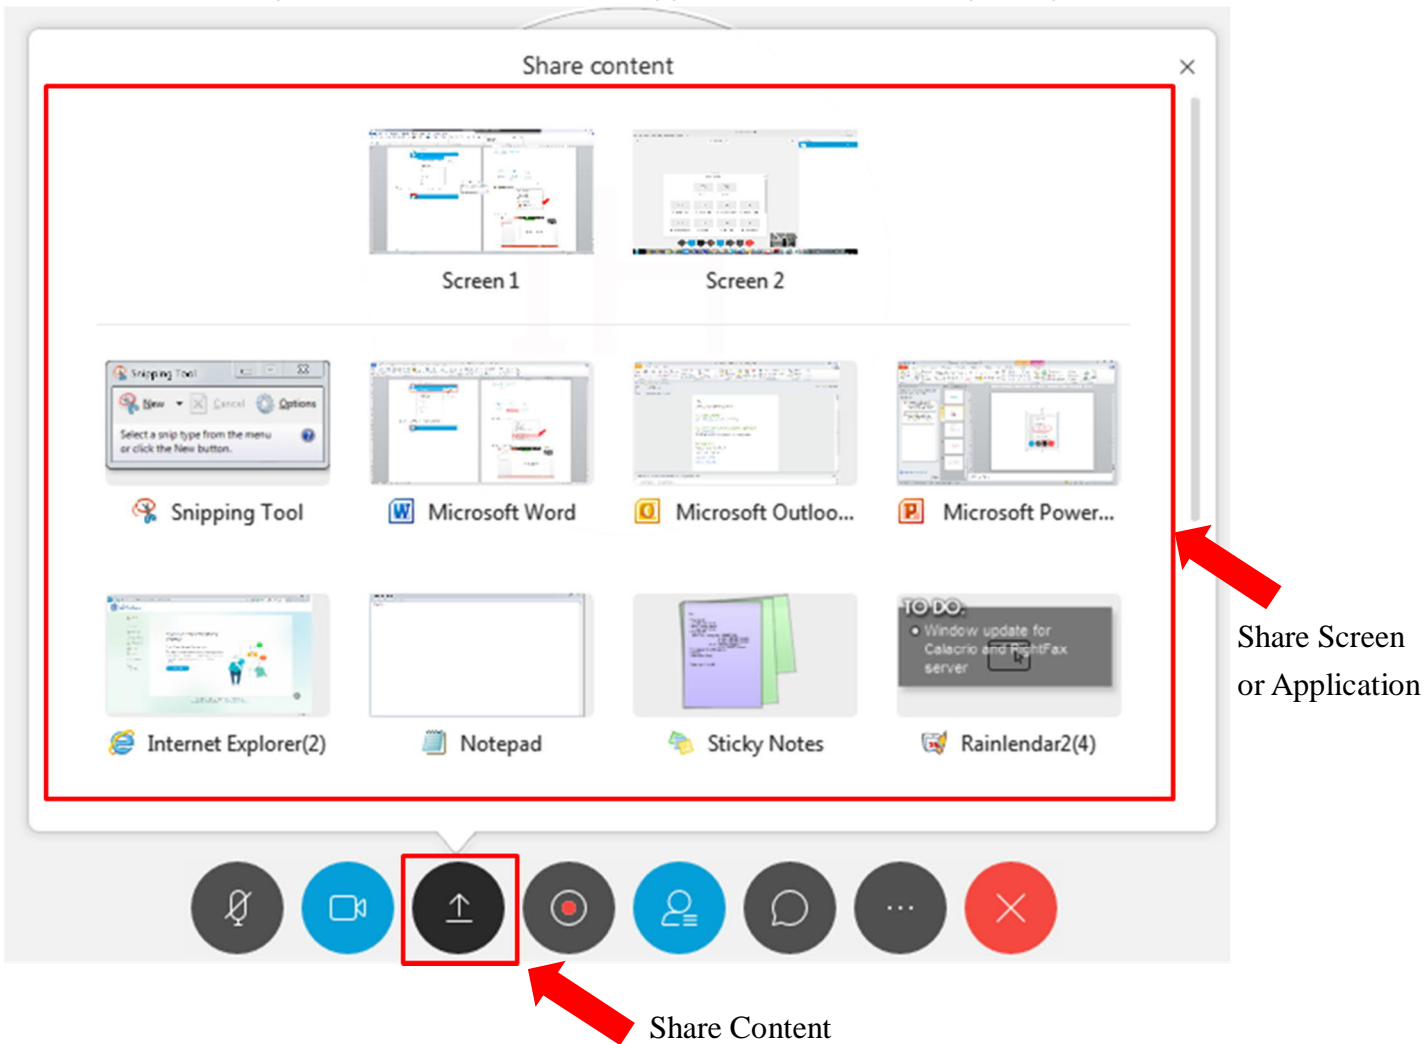 Share content
Screen 1
Screen 2
Snipping Tool
New
Cancel
Options
Select a snip type from the menu
or click the New button.
Snipping Tool
Microsoft Word
Microsoft Outloo...
Microsoft Power...
TO DO:
Window update for
Calacrio and RightFax
server
Internet Explorer(2)
Notepad
Sticky Notes
Rainlendar2(4)
Share Screen
or Application
Share Content